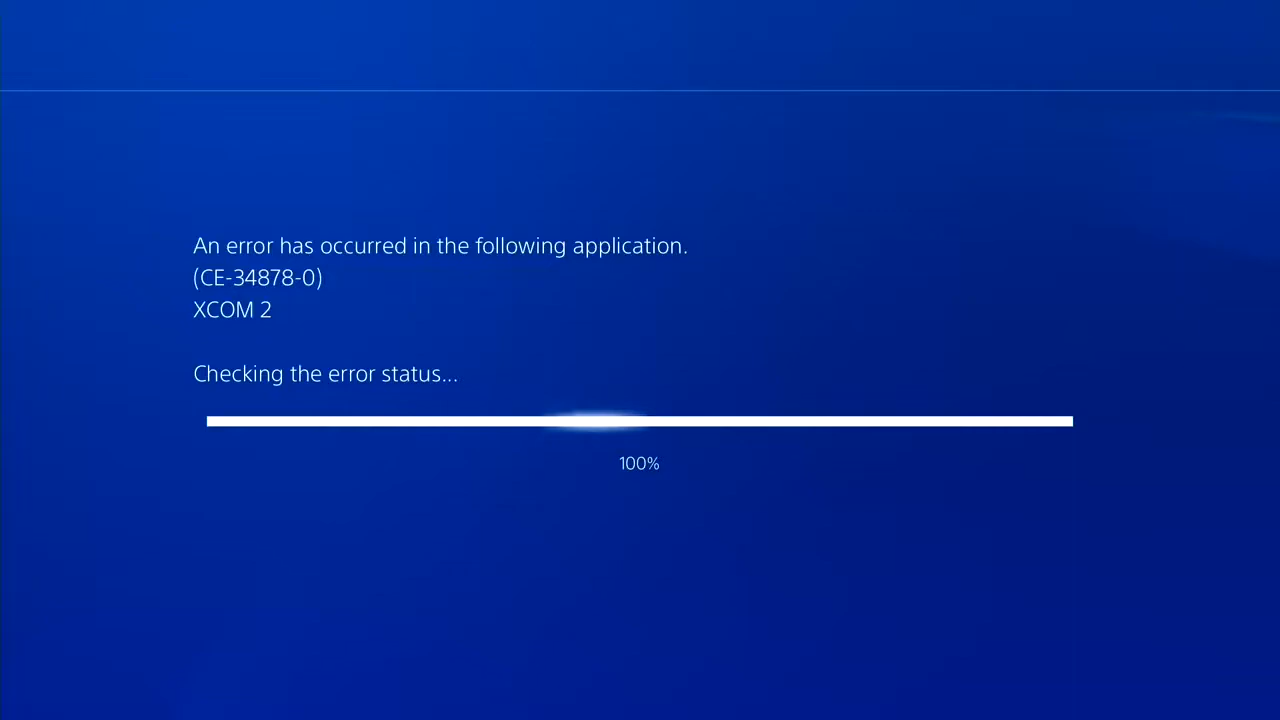 An error has occurred in the following application.
(CE-34878-0)
XCOM 2
Checking the error status...
100%